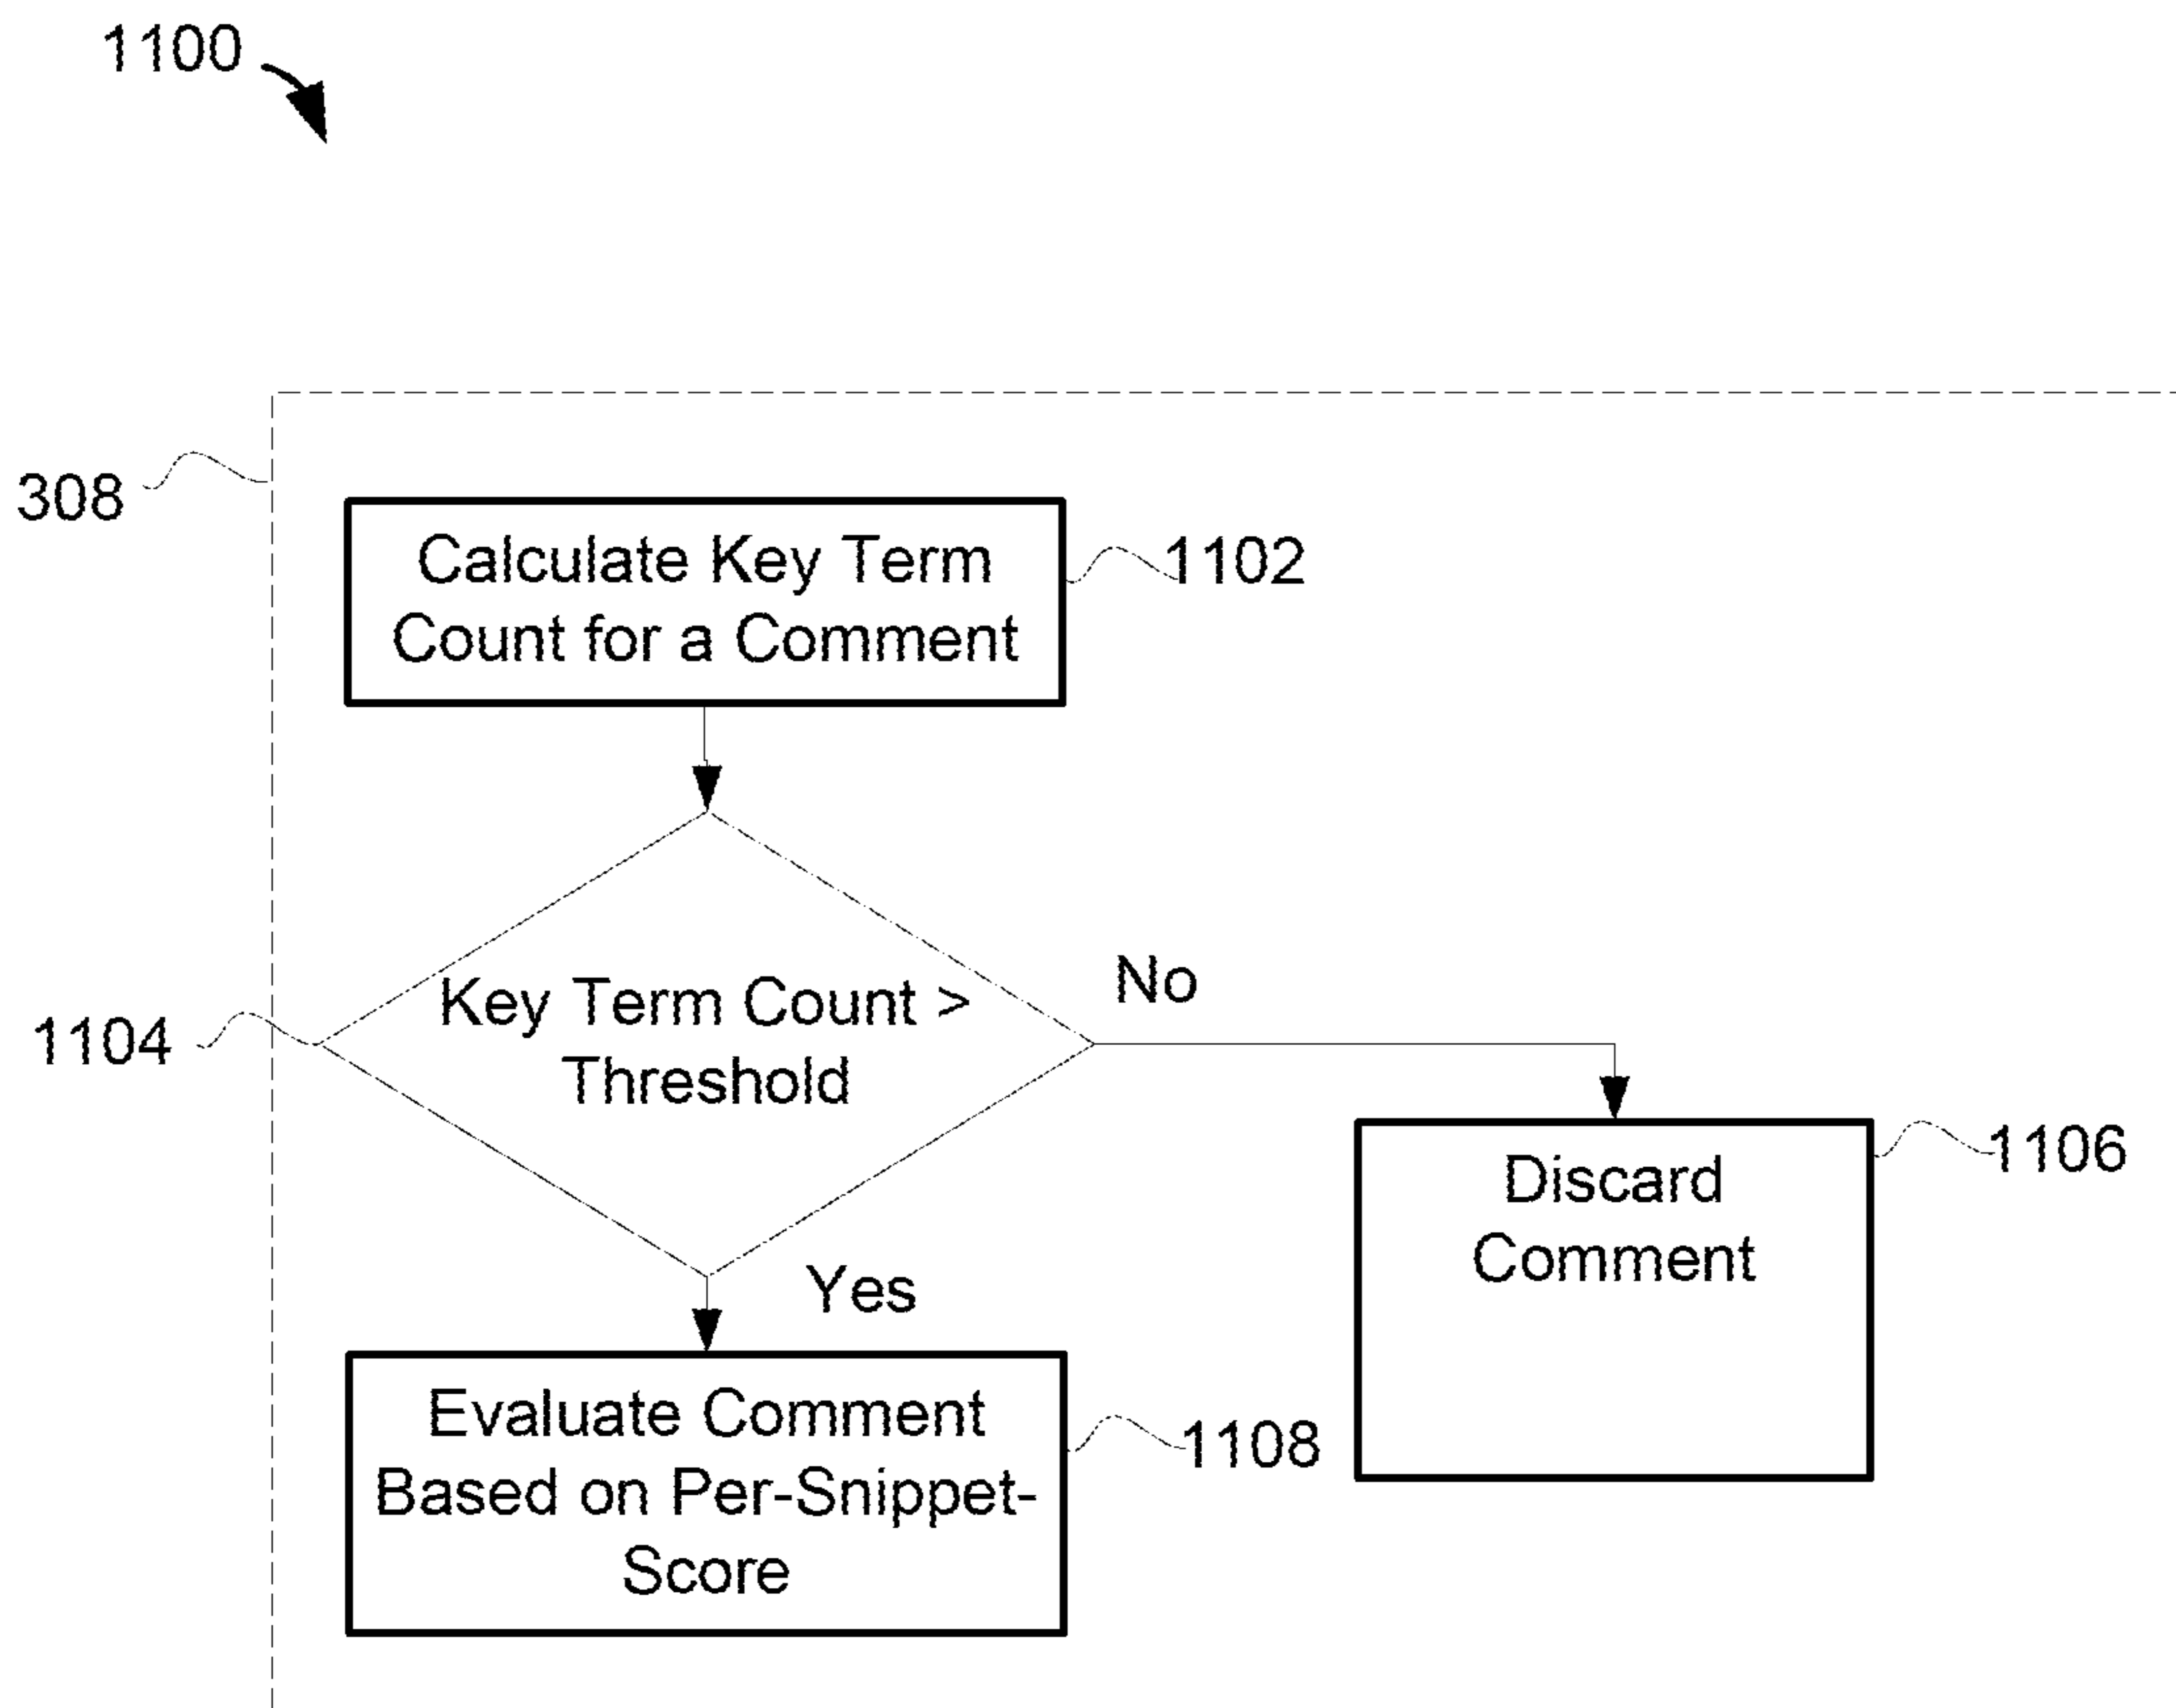 1100
308
Calculate Key Term
Count for a Comment
1102
Key Term Count >
Threshold
No
1104
Discard
Comment
1106
Yes
Evaluate Comment
Based on Per-Snippet-
Score
1108